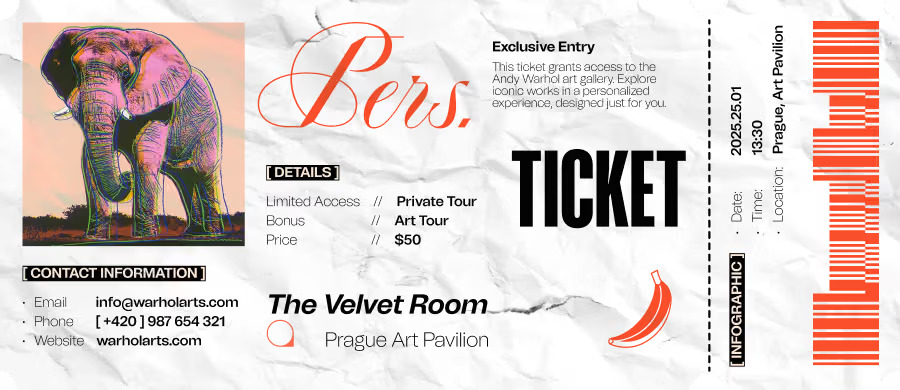 Pers.
Exclusive Entry
This ticket grants access to the
Andy Warhol art gallery. Explore
iconic works in a personalized
experience, designed just for you.
TICKET
[ DETAILS ]
Limited Access // Private Tour
Bonus // Art Tour
Price // $50
[ CONTACT INFORMATION ]
· Email info@warholarts.com
· Phone [ +420 ] 987 654 321
· Website warholarts.com
The Velvet Room
Prague Art Pavilion
[ INFOGRAPHIC ]
· Date: 2025.25.01
· Time: 13:30
· Location: Prague, Art Pavilion